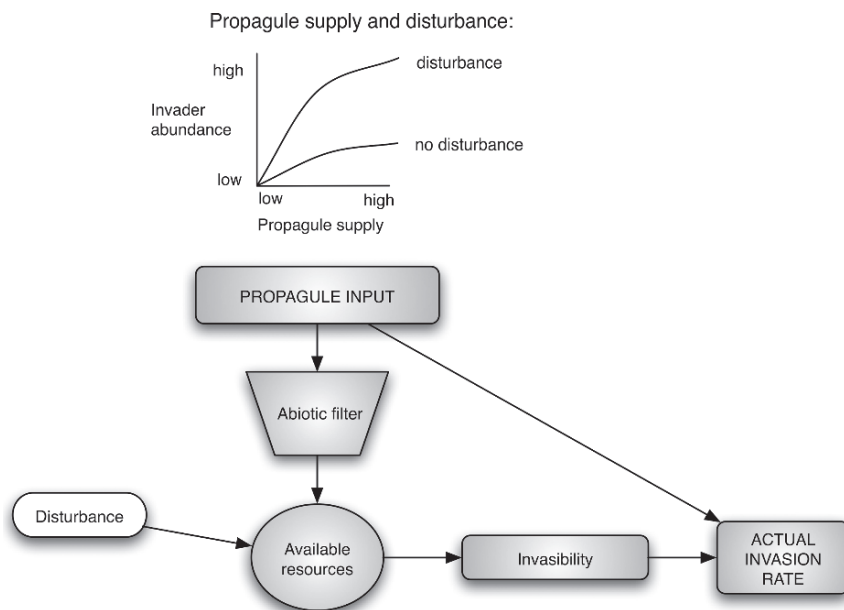 Propagule supply and disturbance:
high
disturbance
Invader
abundance
no disturbance
low
low
high
Propagule supply
PROPAGULE INPUT
Abiotic filter
Disturbance
Available
resources
Invasibility
ACTUAL
INVASION
RATE